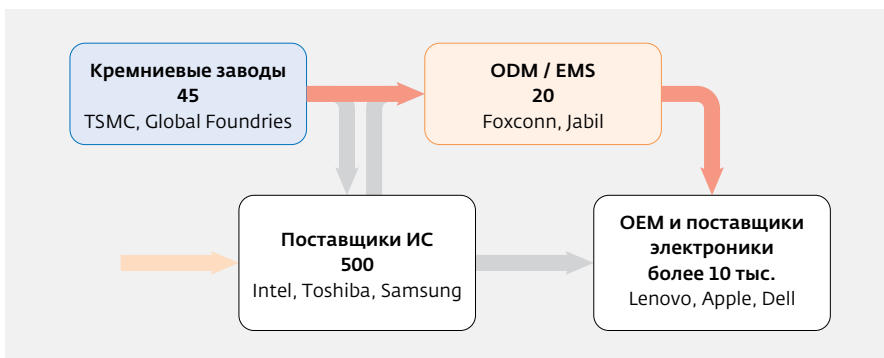 Кремниевые заводы
45
TSMC, Global Foundries
ODM / EMS
20
Foxconn, Jabil
Поставщики ИС
500
Intel, Toshiba, Samsung
OEM и поставщики
электроники
более 10 тыс.
Lenovo, Apple, Dell